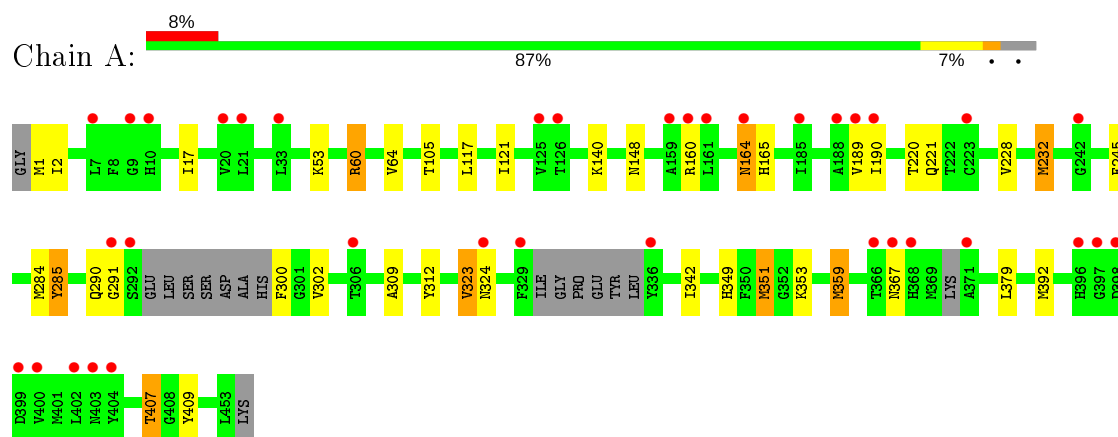 8%
Chain A:
87% 7% • •
GLY M1 I2 L7 F8 G9 H10 I17 V20 L21 L33 K53 R60 V64 T105 L117 I121 V125 T126 K140 N148 A159 R160 L161 N164 H165 I185 A188 V189 I190 T220 Q221 T222 C223 V228 M232 G242 E245
M284 Y285 Q290 G291 S292 GLU LEU SER SER ASP ALA HIS F300 G301 V302 T306 A309 Y312 V323 N324 F329 ILE GLY PRO GLU TYR LEU Y336 I342 H349 F350 M351 G352 K353 M359 T366 N367 H368 M369 LYS A371 L379 M392 H396 G397 D398
D399 V400 M401 L402 N403 Y404 T407 G408 Y409 L453 LYS